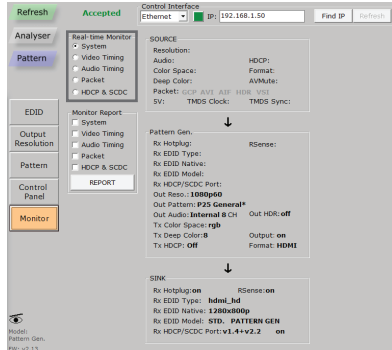 Refresh
Accepted
Control Interface
Ethernet
IP: 192.168.1.50
Find IP
Refresh
Analyser
Pattern
EDID
Output
Resolution
Pattern
Control
Panel
Monitor
Model:
Pattern Gen.
FW: v2.13
Real-time Monitor
System
Video Timing
Audio Timing
Packet
HDCP & SCDC
Monitor Report
System
Video Timing
Audio Timing
Packet
HDCP & SCDC
REPORT
SOURCE
Resolution:
Audio: HDCP:
Color Space: Format:
Deep Color: AVMute:
Packet: GCP AVI AIF HDR VSI
5V: TMDS Clock: TMDS Sync:
Pattern Gen.
Rx Hotplug: RSense:
Rx EDID Type:
Rx EDID Native:
Rx EDID Model:
Rx HDCP/SCDC Port:
Out Reso.: 1080p60
Out Pattern: P25 General*
Out Audio: Internal 8 CH Out HDR: off
Tx Color Space: rgb
Tx Deep Color: 8 Output: on
Tx HDCP: Off Format: HDMI
SINK
Rx Hotplug: on RSense: on
Rx EDID Type: hdmi_hd
Rx EDID Native: 1280x800p
Rx EDID Model: STD. PATTERN GEN
Rx HDCP/SCDC Port: v1.4+v2.2 on